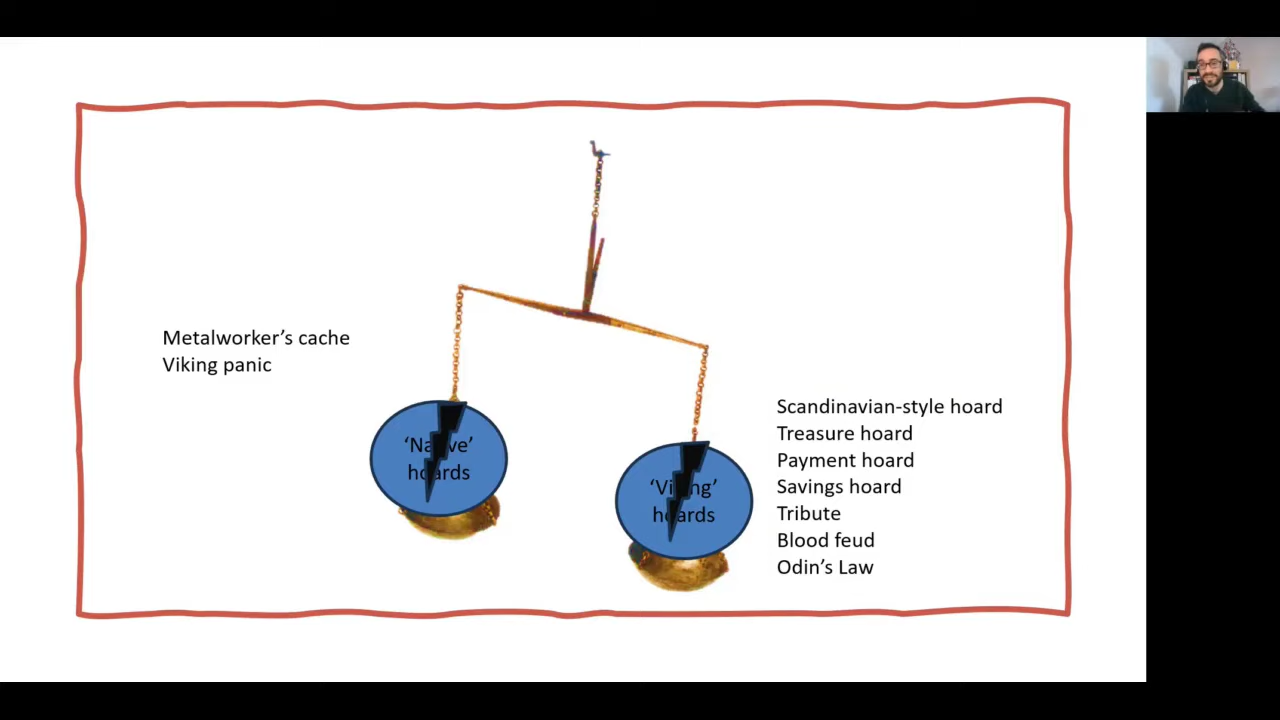 Metalworker's cache
Viking panic
'Native'
hoards
'Viking'
hoards
Scandinavian-style hoard
Treasure hoard
Payment hoard
Savings hoard
Tribute
Blood feud
Odin's Law